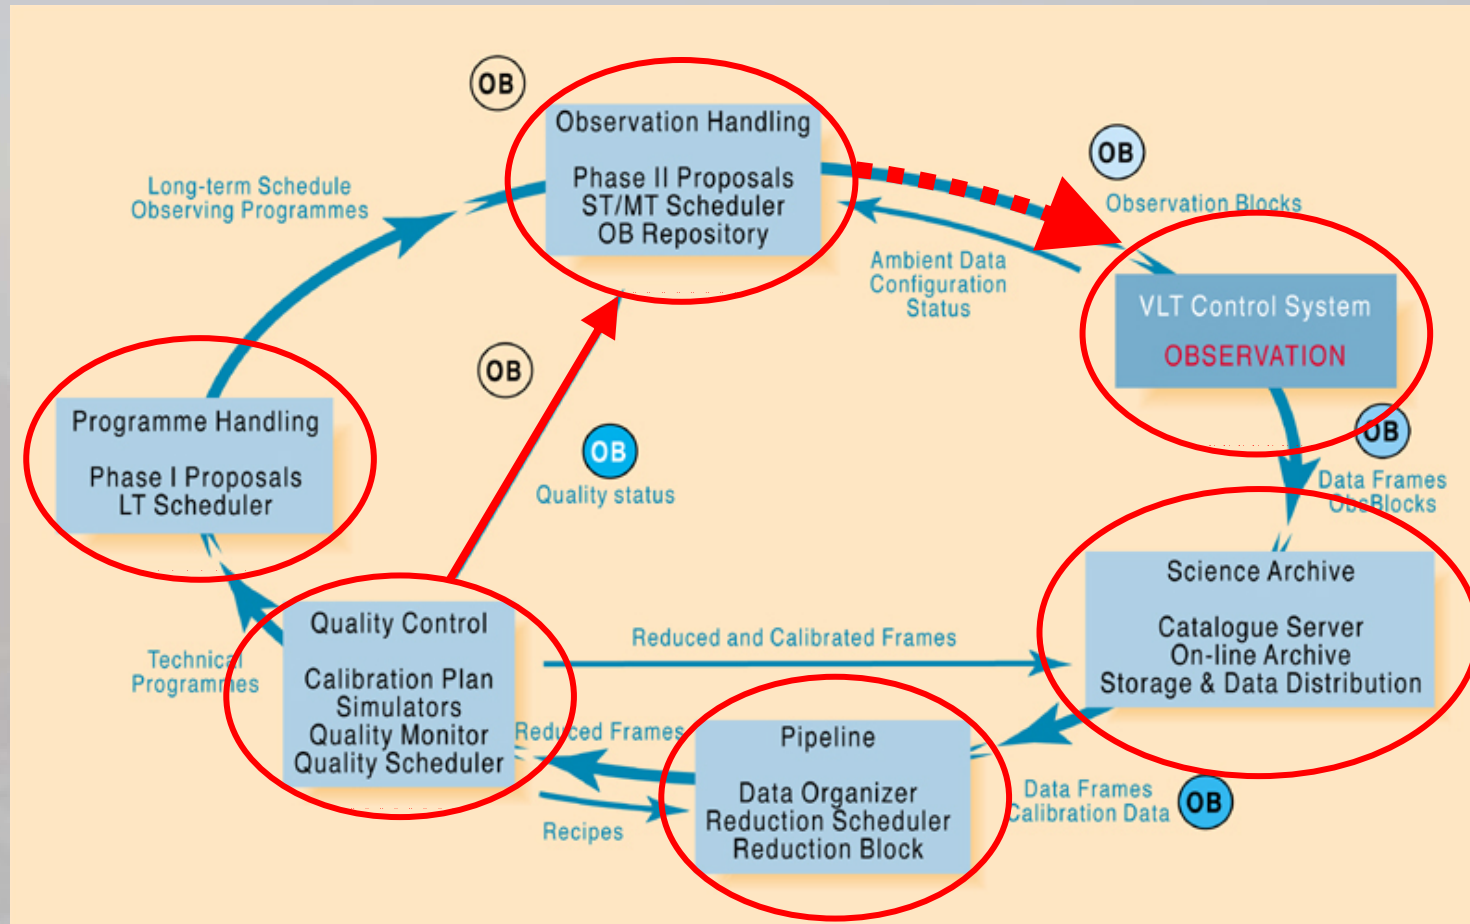 OB
Observation Handling
Phase II Proposals
ST/MT Scheduler
OB Repository
OB
Observation Blocks
Long-term Schedule
Observing Programmes
Ambient Data
Configuration
Status
VLT Control System
OBSERVATION
OB
Data Frames
ObsBlocks
OB
OB
Quality status
Programme Handling
Phase I Proposals
LT Scheduler
Science Archive
Catalogue Server
On-line Archive
Storage & Data Distribution
Quality Control
Calibration Plan
Simulators
Quality Monitor
Quality Scheduler
Technical
Programmes
Reduced and Calibrated Frames
Reduced Frames
Recipes
Pipeline
Data Organizer
Reduction Scheduler
Reduction Block
Data Frames
Calibration Data
OB